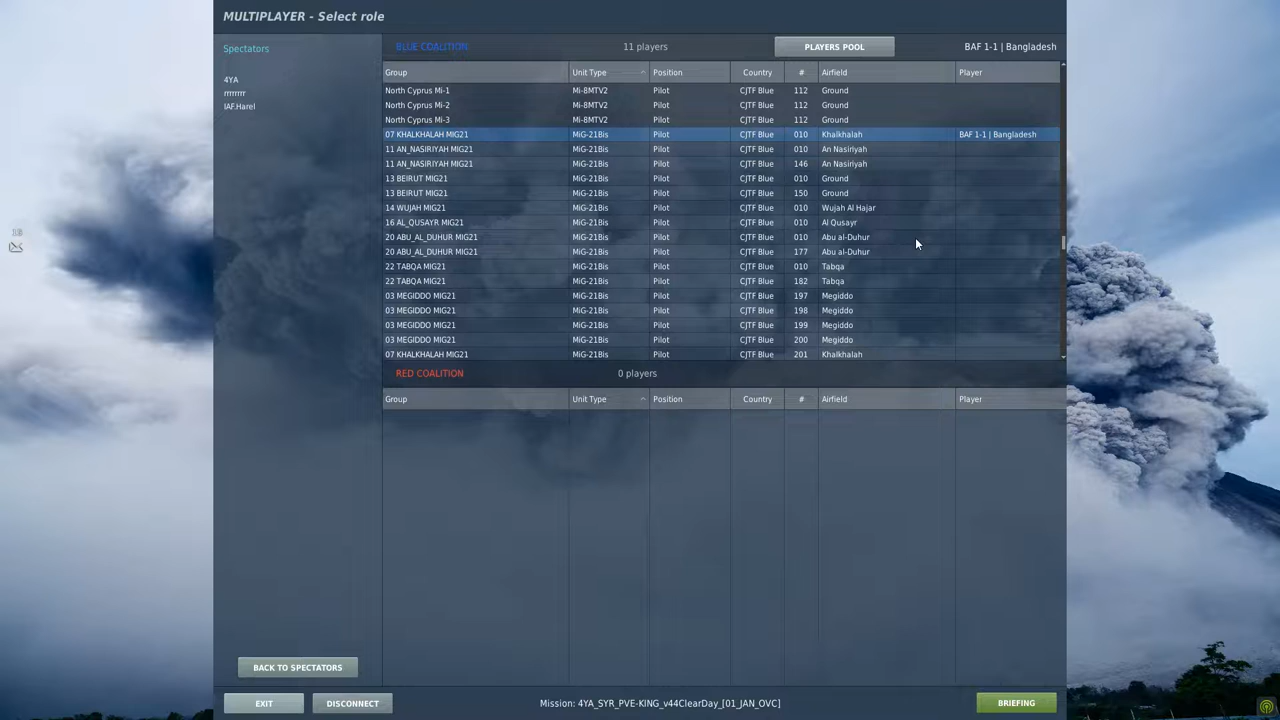 MULTIPLAYER - Select role
Spectators
4YA
rrrrrrrr
IAF.Harel
BLUE COALITION 11 players PLAYERS POOL BAF 1-1 | Bangladesh
Group Unit Type Position Country # Airfield Player
North Cyprus Mi-1 Mi-8MTV2 Pilot CJTF Blue 112 Ground
North Cyprus Mi-2 Mi-8MTV2 Pilot CJTF Blue 112 Ground
North Cyprus Mi-3 Mi-8MTV2 Pilot CJTF Blue 112 Ground
07 KHALKHALAH MIG21 MiG-21Bis Pilot CJTF Blue 010 Khalkhalah BAF 1-1 | Bangladesh
11 AN_NASIRIYAH MIG21 MiG-21Bis Pilot CJTF Blue 010 An Nasiriyah
11 AN_NASIRIYAH MIG21 MiG-21Bis Pilot CJTF Blue 146 An Nasiriyah
13 BEIRUT MIG21 MiG-21Bis Pilot CJTF Blue 010 Ground
13 BEIRUT MIG21 MiG-21Bis Pilot CJTF Blue 150 Ground
14 WUJAH MIG21 MiG-21Bis Pilot CJTF Blue 010 Wujah Al Hajar
16 AL_QUSAYR MIG21 MiG-21Bis Pilot CJTF Blue 010 Al Qusayr
20 ABU_AL_DUHUR MIG21 MiG-21Bis Pilot CJTF Blue 010 Abu al-Duhur
20 ABU_AL_DUHUR MIG21 MiG-21Bis Pilot CJTF Blue 177 Abu al-Duhur
22 TABQA MIG21 MiG-21Bis Pilot CJTF Blue 010 Tabqa
22 TABQA MIG21 MiG-21Bis Pilot CJTF Blue 182 Tabqa
03 MEGIDDO MIG21 MiG-21Bis Pilot CJTF Blue 197 Megiddo
03 MEGIDDO MIG21 MiG-21Bis Pilot CJTF Blue 198 Megiddo
03 MEGIDDO MIG21 MiG-21Bis Pilot CJTF Blue 199 Megiddo
03 MEGIDDO MIG21 MiG-21Bis Pilot CJTF Blue 200 Megiddo
07 KHALKHALAH MIG21 MiG-21Bis Pilot CJTF Blue 201 Khalkhalah
RED COALITION 0 players
Group Unit Type Position Country # Airfield Player
BACK TO SPECTATORS
EXIT DISCONNECT Mission: 4YA_SYR_PVE-KING_v44ClearDay_[01_JAN_OVC] BRIEFING